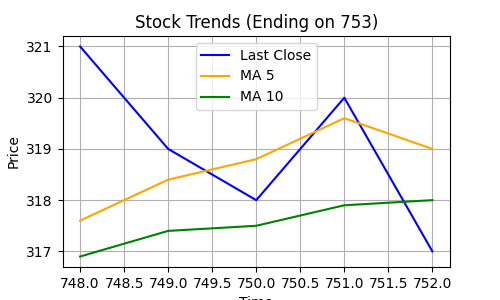 Stock Trends (Ending on 753)
Last Close
MA 5
MA 10
Price
321
320
319
318
317
748.0 748.5 749.0 749.5 750.0 750.5 751.0 751.5 752.0
Time